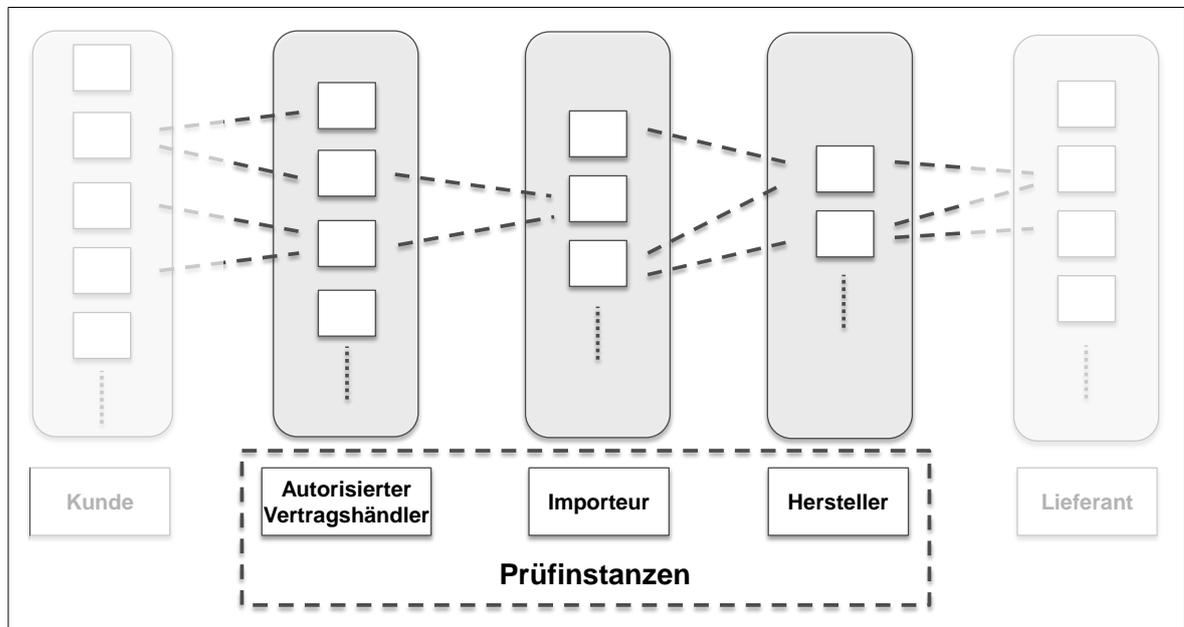 Kunde
Autorisierter
Vertragshändler
Importeur
Hersteller
Lieferant
Prüfinstanzen